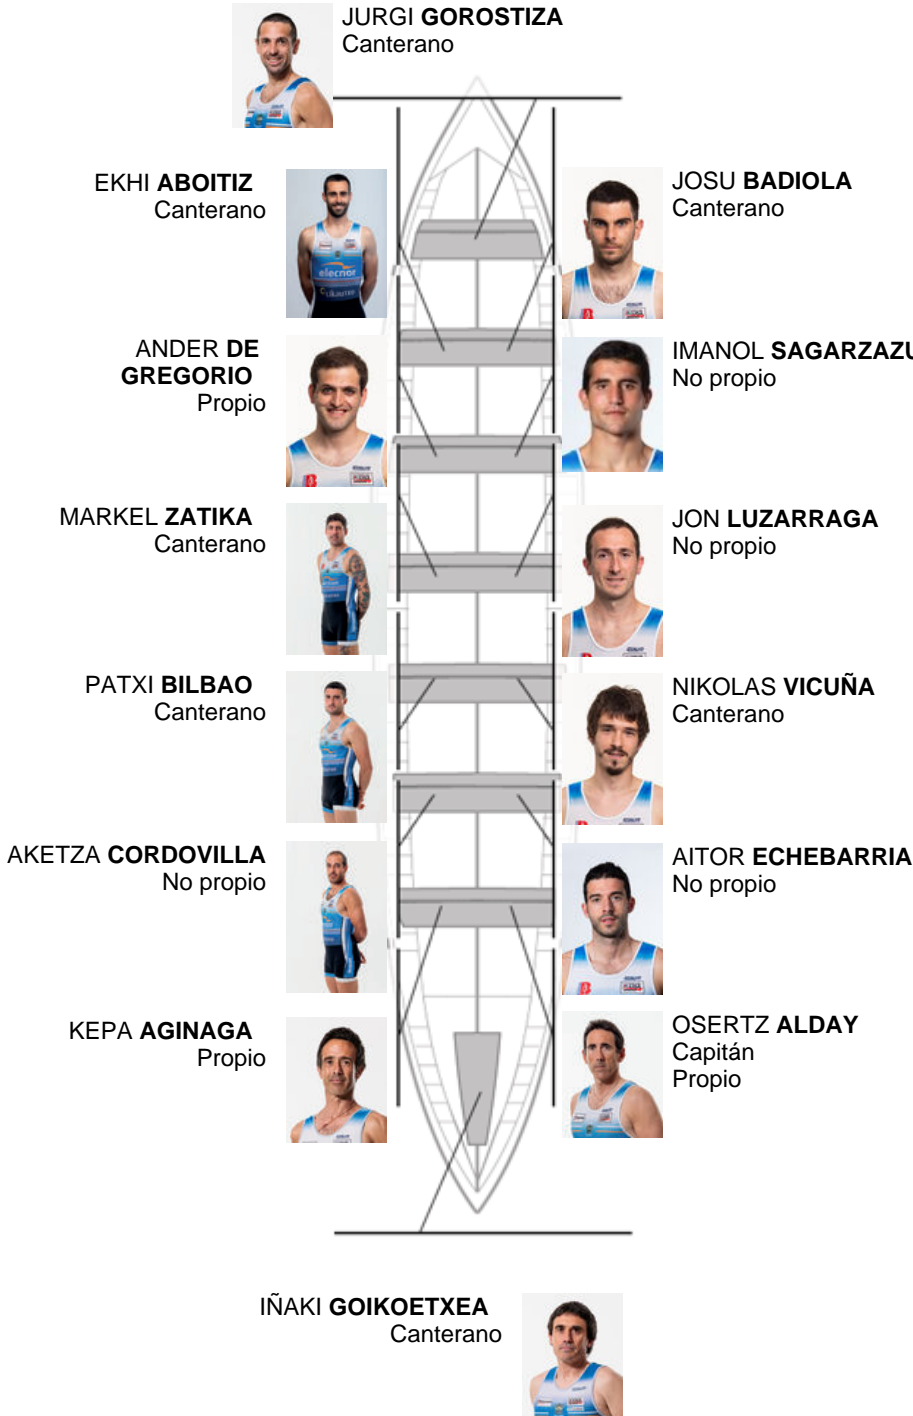 JURGI GOROSTIZA
Canterano
EKHI ABOITIZ
Canterano
JOSU BADIOLA
Canterano
ANDER DE
GREGORIO
Propio
IMANOL SAGARZAZU
No propio
MARKEL ZATIKA
Canterano
JON LUZARRAGA
No propio
PATXI BILBAO
Canterano
NIKOLAS VICUÑA
Canterano
AKETZA CORDOVILLA
No propio
AITOR ECHEBARRIA
No propio
KEPA AGINAGA
Propio
OSERTZ ALDAY
Capitán
Propio
IÑAKI GOIKOETXEA
Canterano
elecnor